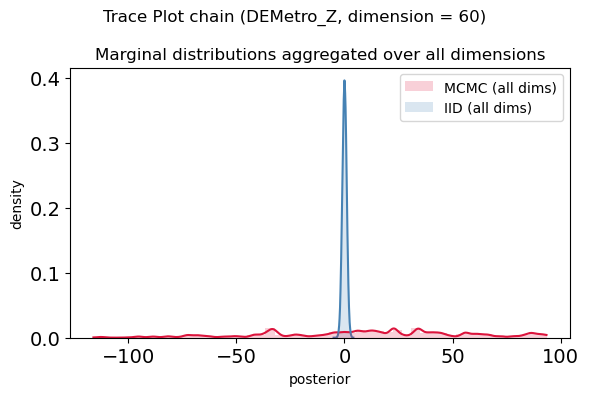 Trace Plot chain (DEMetro_Z, dimension = 60)
Marginal distributions aggregated over all dimensions
MCMC (all dims)
IID (all dims)
density
0.4
0.3
0.2
0.1
0.0
−100
−50
0
50
100
posterior